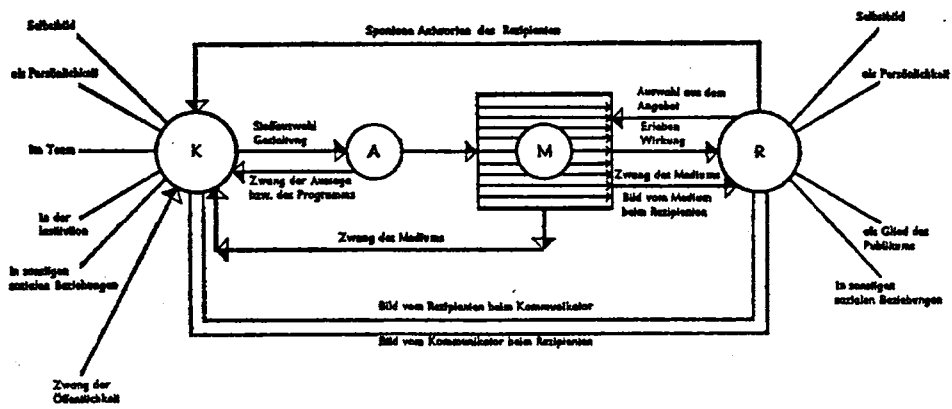 Selbstbild
als Persönlichkeit
Im Team
In der
Institution
In sonstigen
sozialen Beziehungen
Zwang der
Öffentlichkeit
Spontane Antworten des Rezipienten
K
Stoffauswahl
Gestaltung
Zwang der Aussage
bzw. des Programms
A
M
Zwang des Mediums
Auswahl aus dem
Angebot
Erleben
Wirkung
Zwang des Mediums
Bild vom Medium
beim Rezipienten
R
Bild vom Rezipienten beim Kommunikator
Bild vom Kommunikator beim Rezipienten
Selbstbild
als Persönlichkeit
als Glied des
Publikums
In sonstigen
sozialen Beziehungen